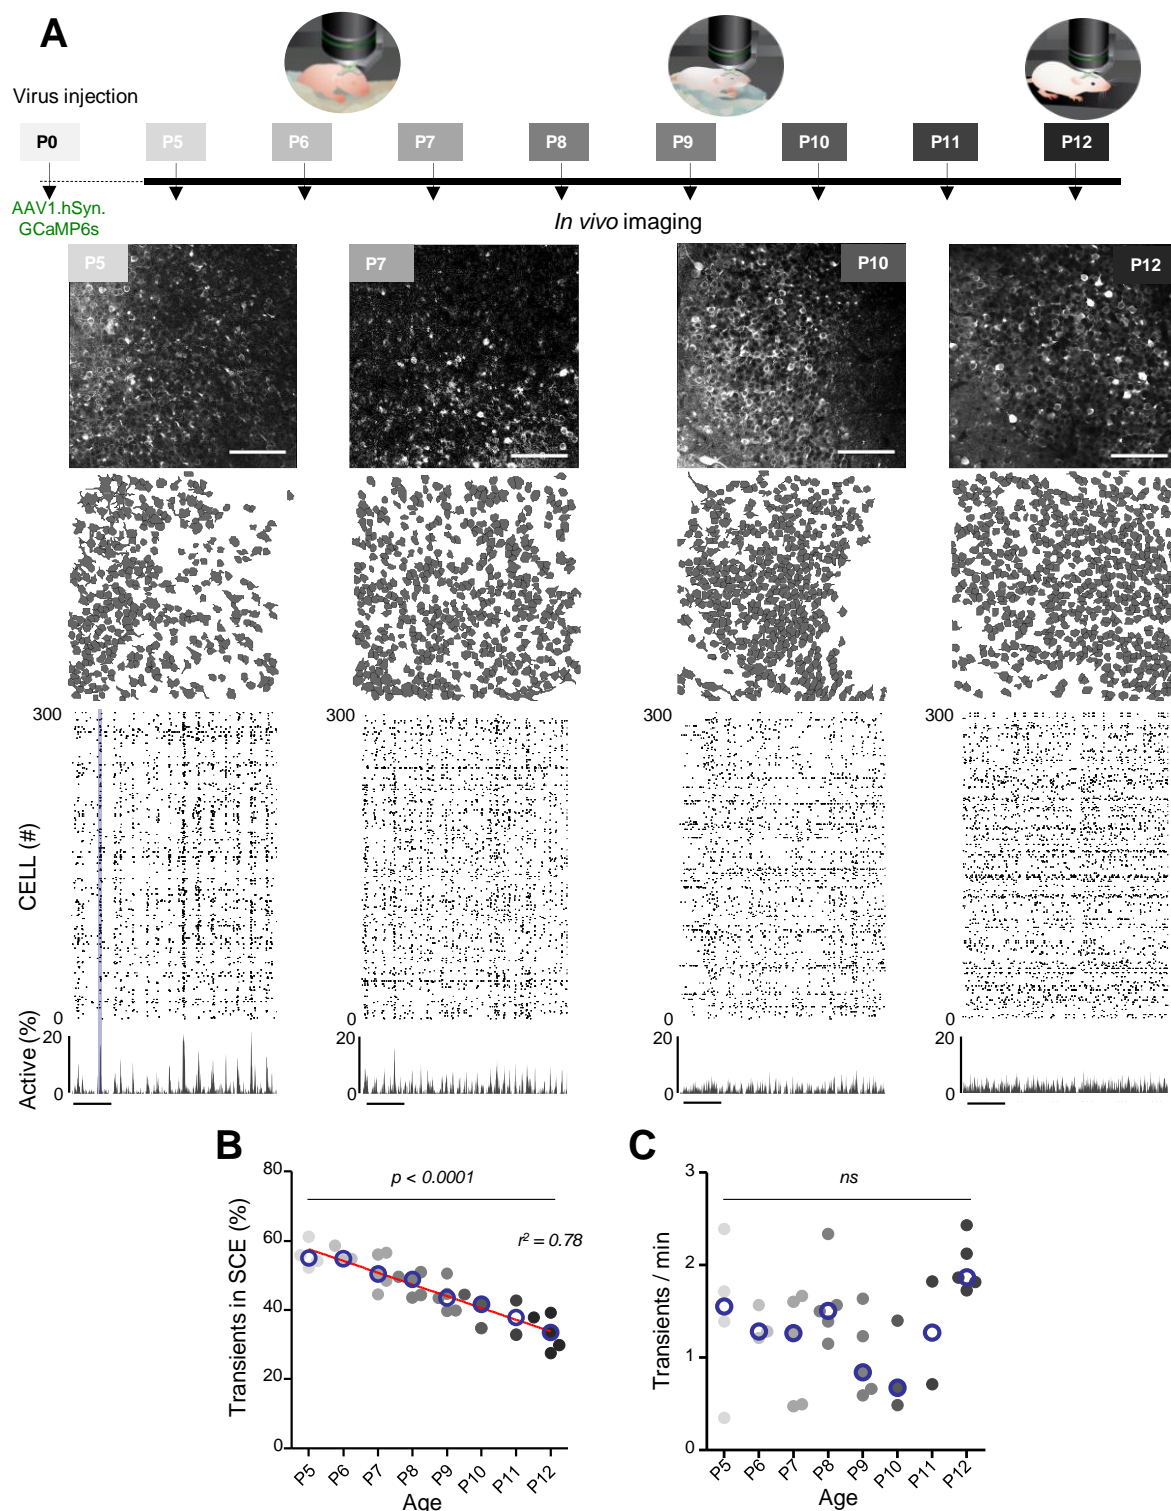 A
Virus injection
P0 P5 P6 P7 P8 P9 P10 P11 P12
AAV1.hSyn.
GCaMP6s
In vivo imaging
P5 P7 P10 P12
300 300 300
CELL (#)
0 0 0
Active (%)
20 20 20 20
0 0 0 0
B
Transients in SCE (%)
80
60
40
20
0
p < 0.0001
r² = 0.78
P5 P6 P7 P8 P9 P10 P11 P12
Age
C
Transients / min
3
2
1
0
ns
P5 P6 P7 P8 P9 P10 P11 P12
Age